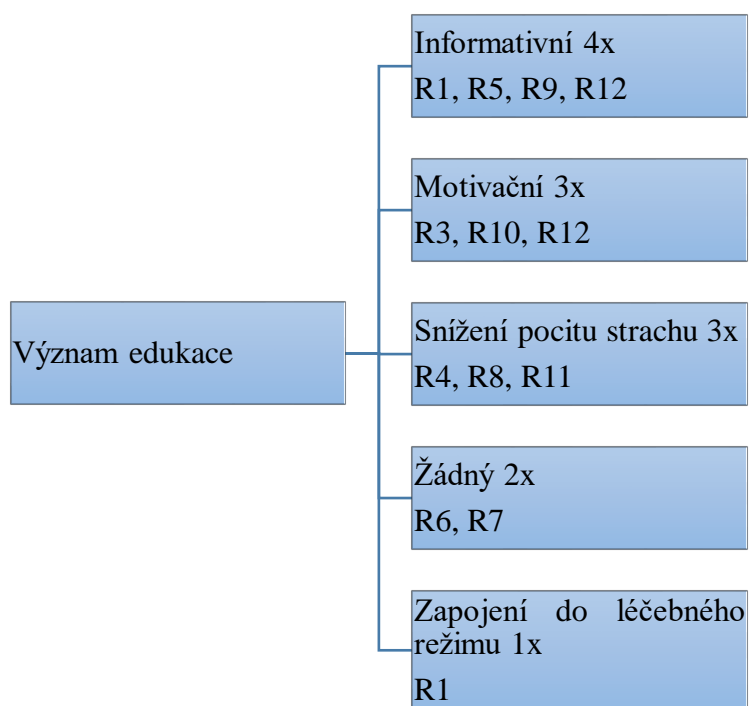 Informativní 4x
R1, R5, R9, R12
Motivační 3x
R3, R10, R12
Význam edukace
Snížení pocitu strachu 3x
R4, R8, R11
Žádný 2x
R6, R7
Zapojení do léčebného
režimu 1x
R1